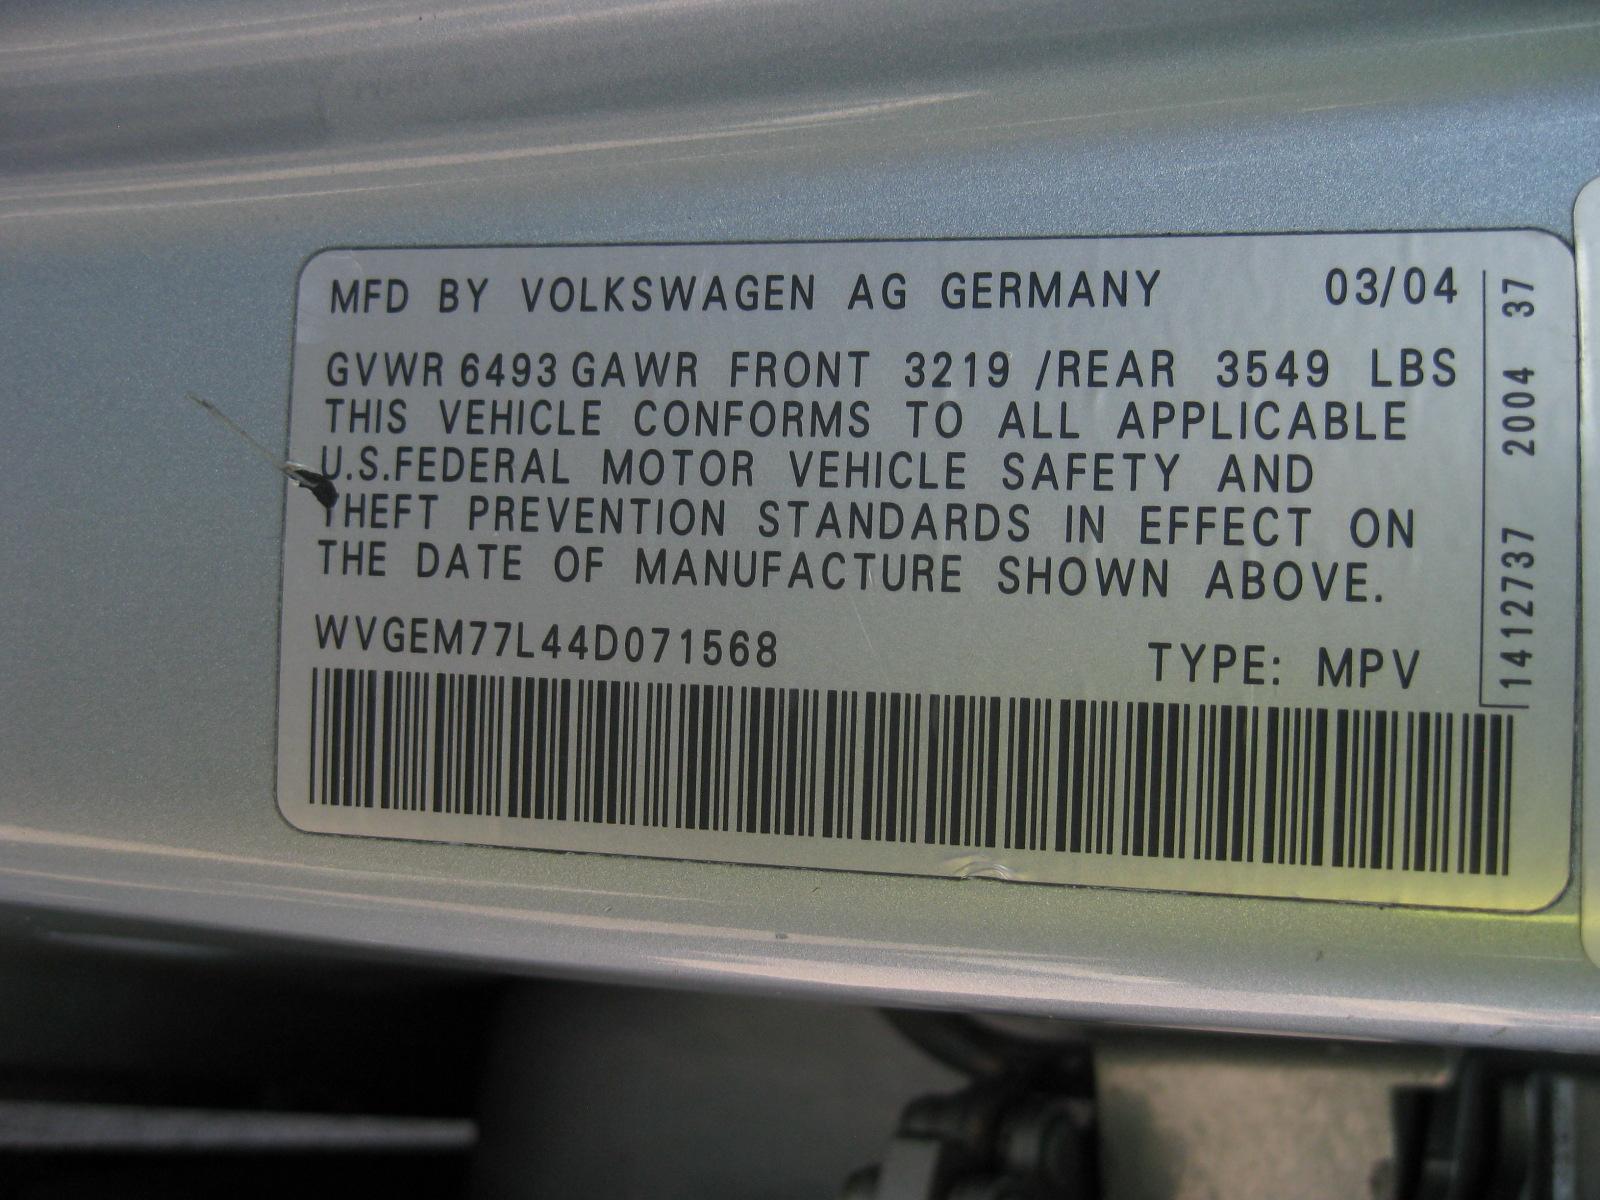 MFD BY VOLKSWAGEN AG GERMANY 03/04
GVWR 6493 GAWR FRONT 3219 /REAR 3549 LBS
THIS VEHICLE CONFORMS TO ALL APPLICABLE
U.S.FEDERAL MOTOR VEHICLE SAFETY AND
THEFT PREVENTION STANDARDS IN EFFECT ON
THE DATE OF MANUFACTURE SHOWN ABOVE.
WVGEM77L44D071568 TYPE: MPV
1412737 2004 37